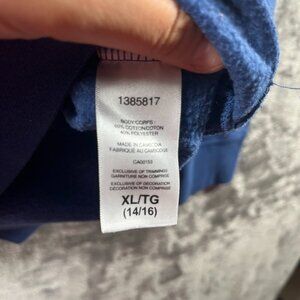 1385817
BODY/CORPS:
60% COTTON/COTON
40% POLYESTER
MADE IN CAMBODIA
FABRIQUÉ AU CAMBODGE
CA00153
EXCLUSIVE OF TRIMMINGS
GARNITURE NON COMPRISE
EXCLUSIVE OF DECORATION
DÉCORATION NON COMPRISE
XL/TG
(14/16)